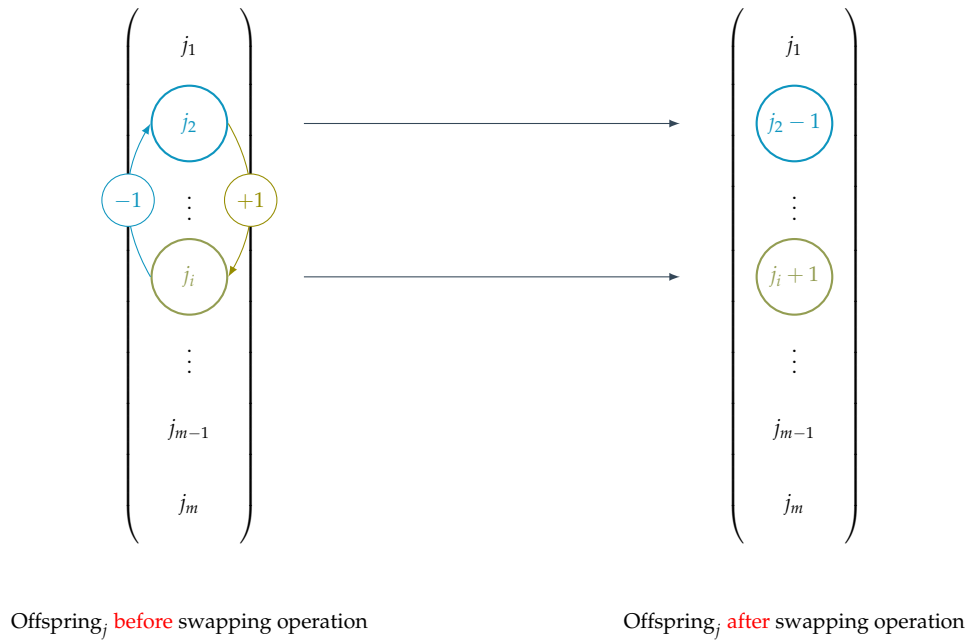 j₁ j₁
j₂ j₂ − 1
−1 ⋮ +1 ⋮
jᵢ jᵢ + 1
⋮ ⋮
jₘ₋₁ jₘ₋₁
jₘ jₘ
Offspringⱼ before swapping operation Offspringⱼ after swapping operation